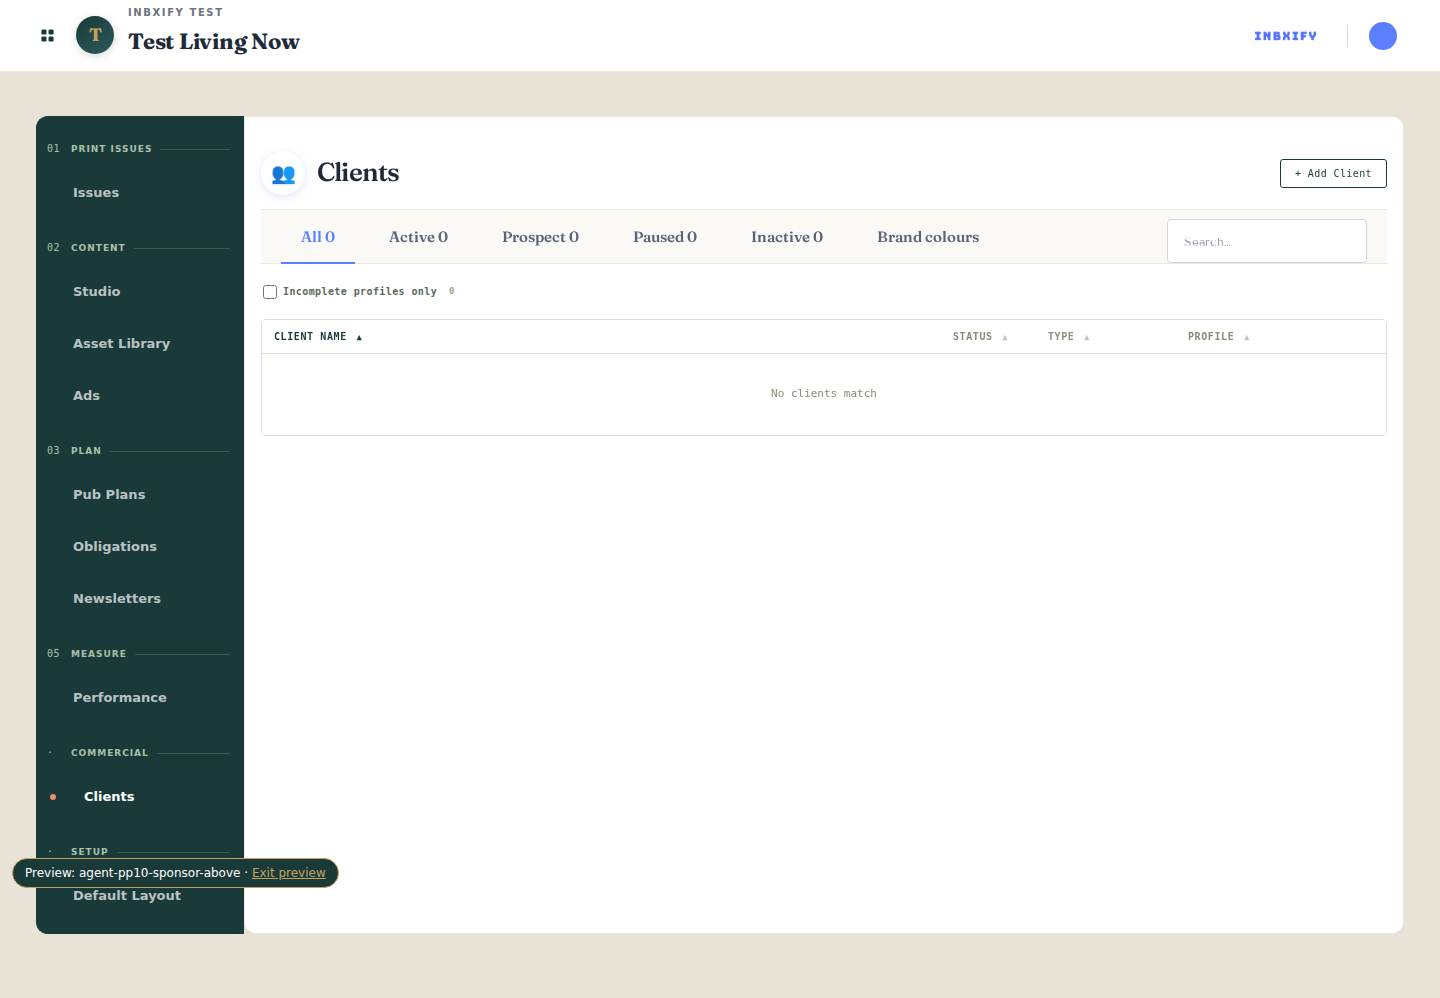 INBXIFY TEST
T
Test Living Now
INBXIFY
01 PRINT ISSUES
Issues
02 CONTENT
Studio
Asset Library
Ads
03 PLAN
Pub Plans
Obligations
Newsletters
05 MEASURE
Performance
· COMMERCIAL
Clients
· SETUP
Default Layout
Preview: agent-pp10-sponsor-above · Exit preview
Clients
+ Add Client
All 0 Active 0 Prospect 0 Paused 0 Inactive 0 Brand colours
Search…
Incomplete profiles only 0
CLIENT NAME ▲ STATUS ▲ TYPE ▲ PROFILE ▲
No clients match